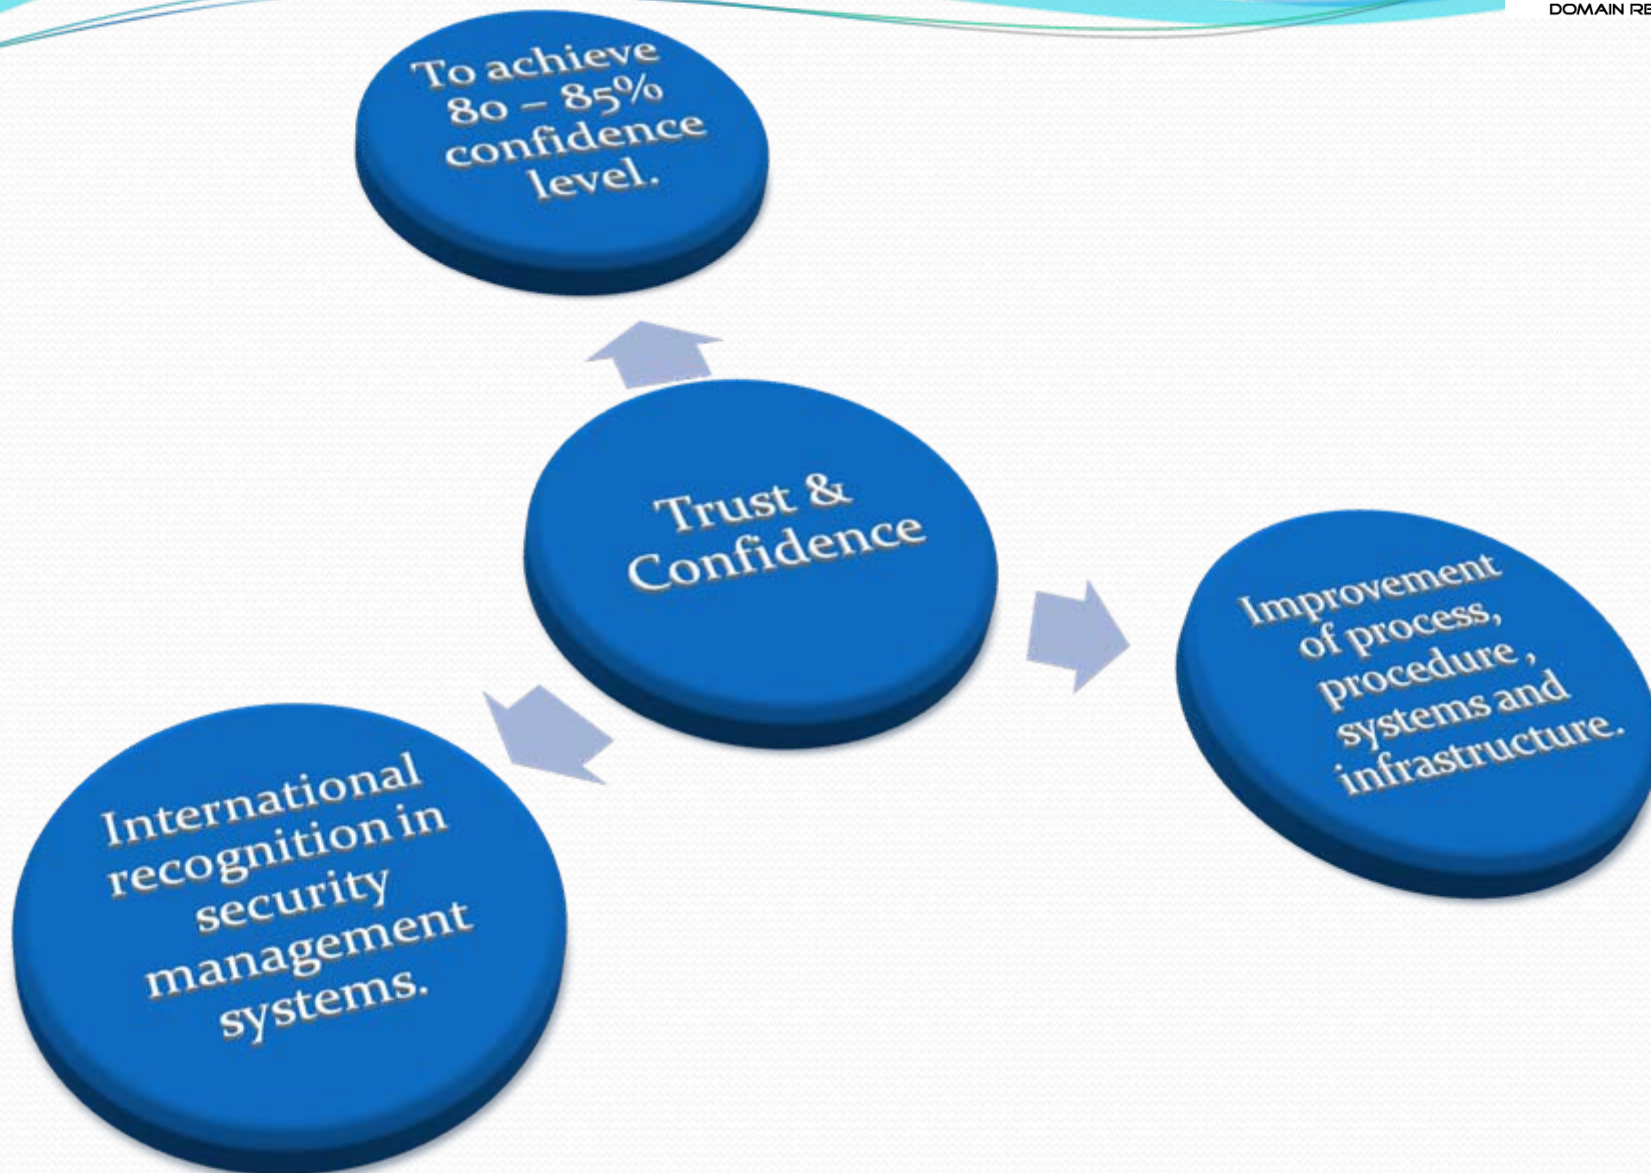 DOMAIN RE
To achieve
80 – 85%
confidence
level.
Trust &
Confidence
Improvement
of process,
procedure ,
systems and
infrastructure.
International
recognition in
security
management
systems.